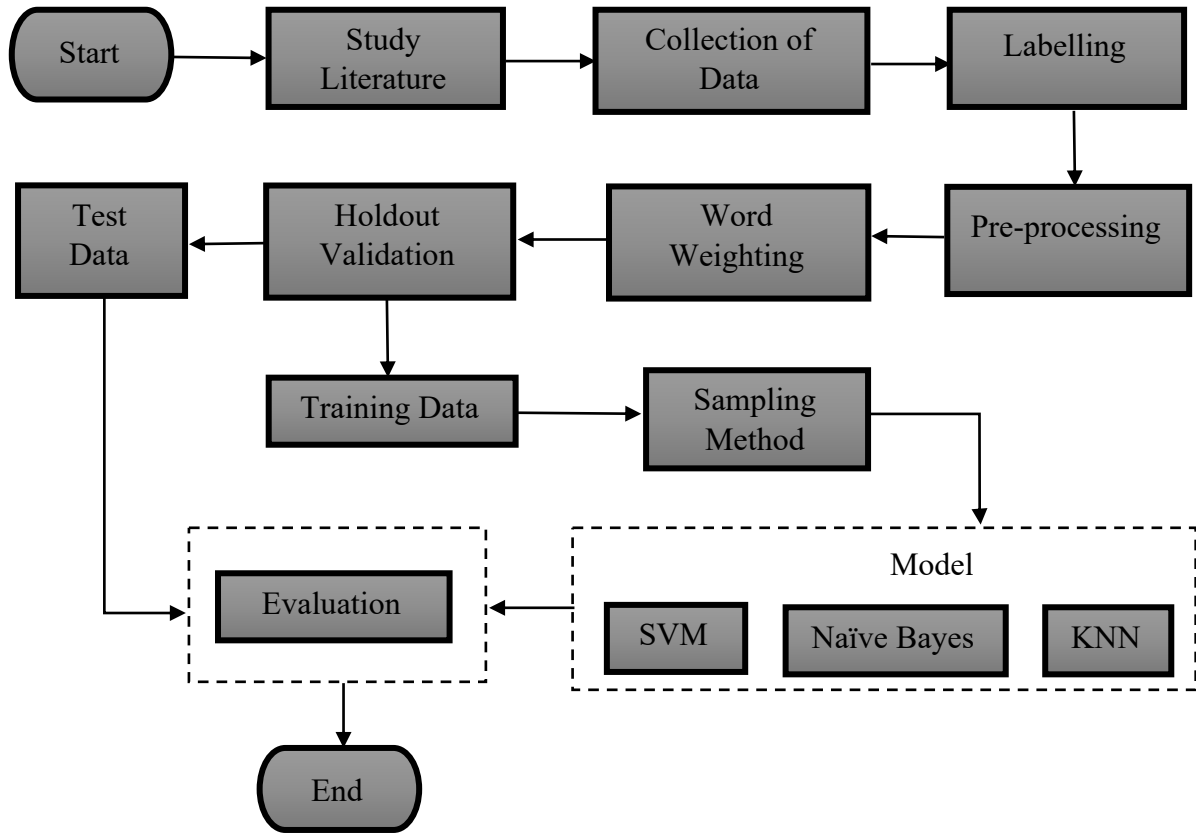 Start
Study
Literature
Collection of
Data
Labelling
Test
Data
Holdout
Validation
Word
Weighting
Pre-processing
Training Data
Sampling
Method
Model
Evaluation
SVM
Naïve Bayes
KNN
End